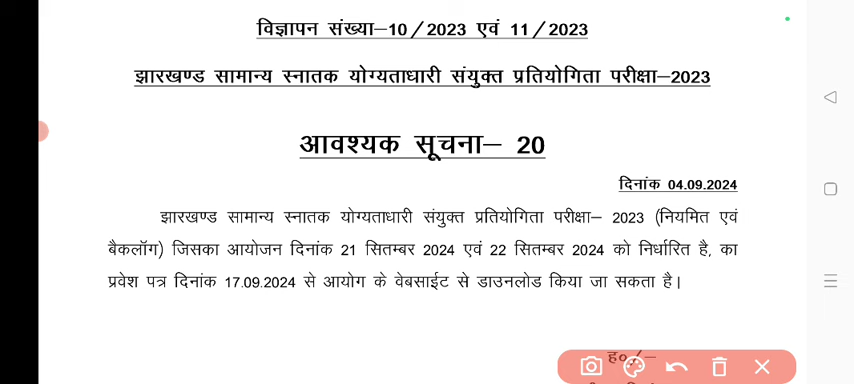 विज्ञापन संख्या–10/2023 एवं 11/2023
झारखण्ड सामान्य स्नातक योग्यताधारी संयुक्त प्रतियोगिता परीक्षा–2023
आवश्यक सूचना– 20
दिनांक 04.09.2024
झारखण्ड सामान्य स्नातक योग्यताधारी संयुक्त प्रतियोगिता परीक्षा– 2023 (नियमित एवं
बैकलॉग) जिसका आयोजन दिनांक 21 सितम्बर 2024 एवं 22 सितम्बर 2024 को निर्धारित है, का
प्रवेश पत्र दिनांक 17.09.2024 से आयोग के वेबसाईट से डाउनलोड किया जा सकता है।
ह०/–